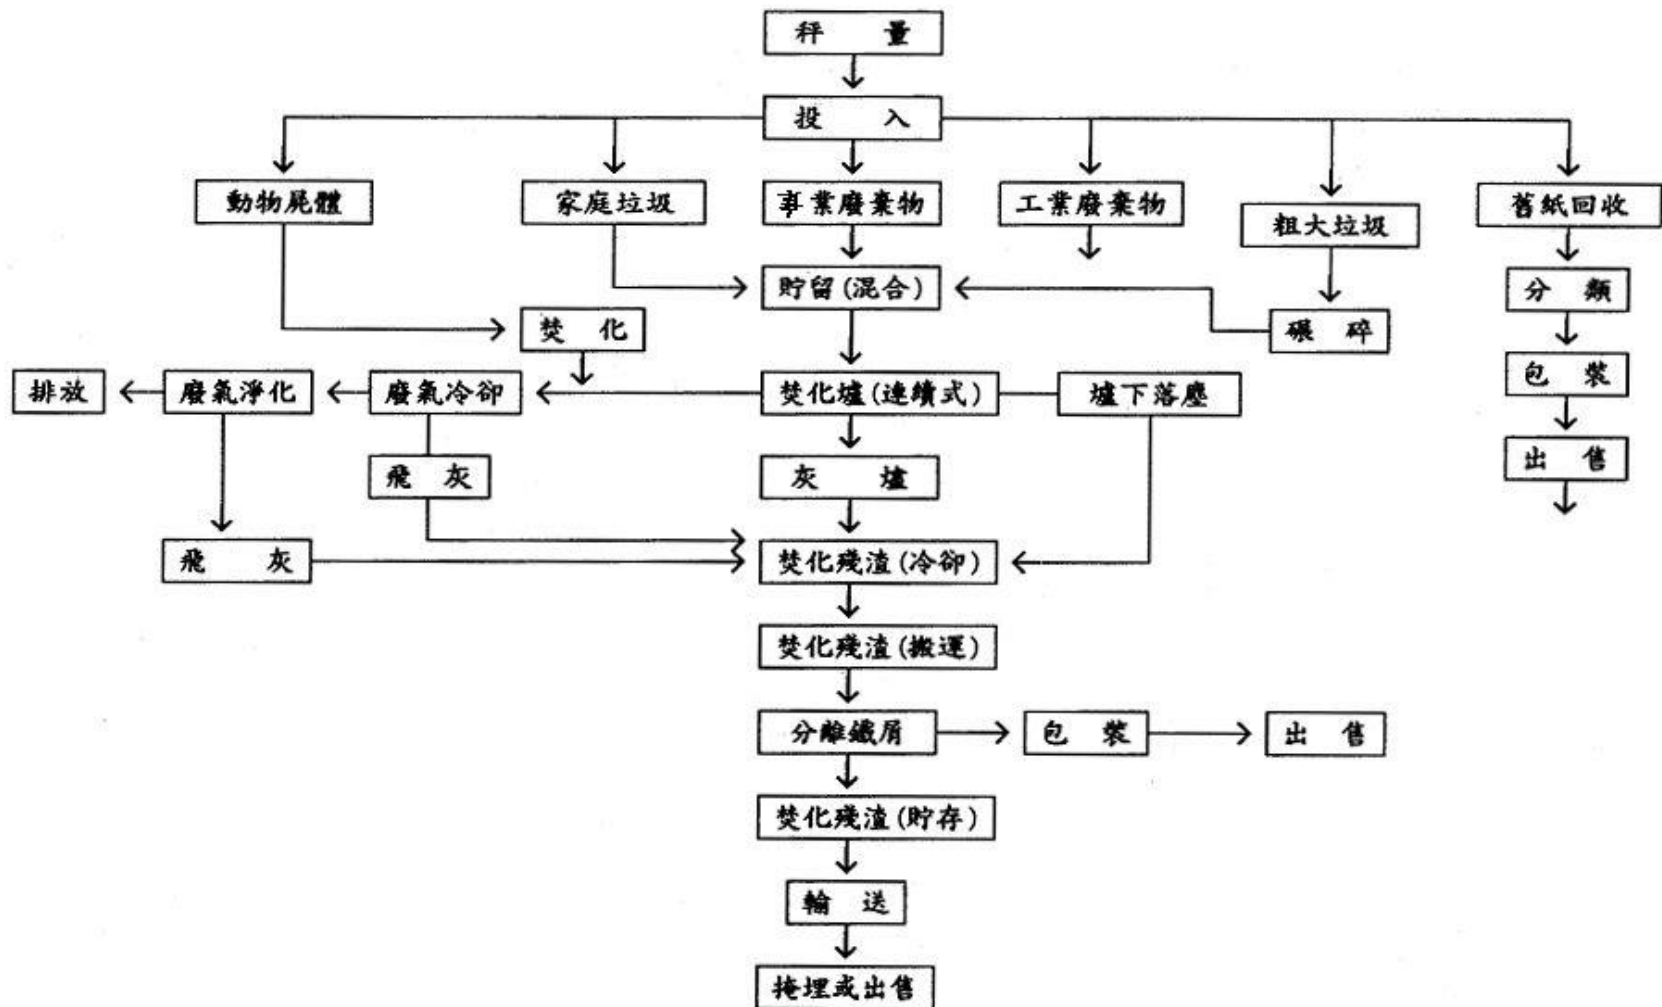 秤 量
投 入
動物屍體
家庭垃圾
事業廢棄物
工業廢棄物
粗大垃圾
舊紙回收
貯留(混合)
分 類
焚 化
碾 碎
排放
廢氣淨化
廢氣冷卻
焚化爐(連續式)
爐下落塵
包 裝
飛 灰
灰 爐
出 售
飛 灰
焚化殘渣(冷卻)
焚化殘渣(搬運)
分離鐵屑
包 裝
出 售
焚化殘渣(貯存)
輸 送
掩埋或出售